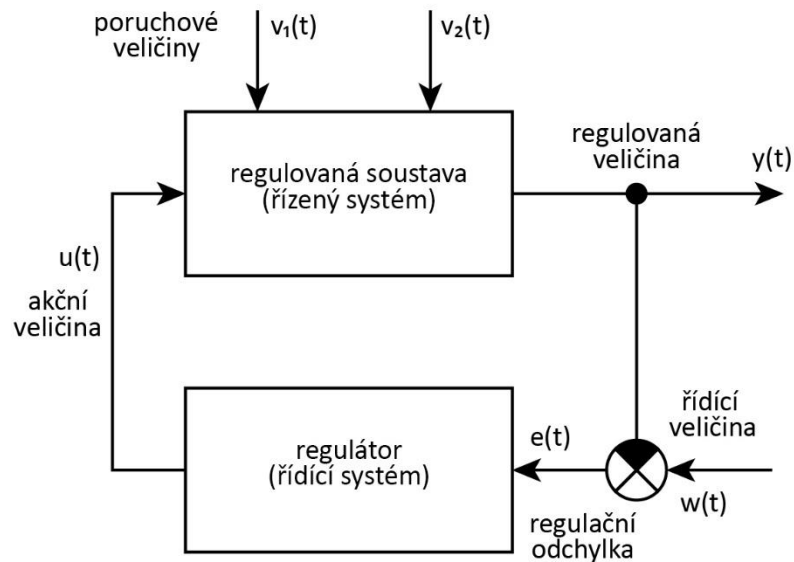 poruchové
veličiny
v₁(t)
v₂(t)
regulovaná soustava
(řízený systém)
regulovaná
veličina
y(t)
u(t)
akční
veličina
regulátor
(řídící systém)
e(t)
regulační
odchylka
řídící
veličina
w(t)